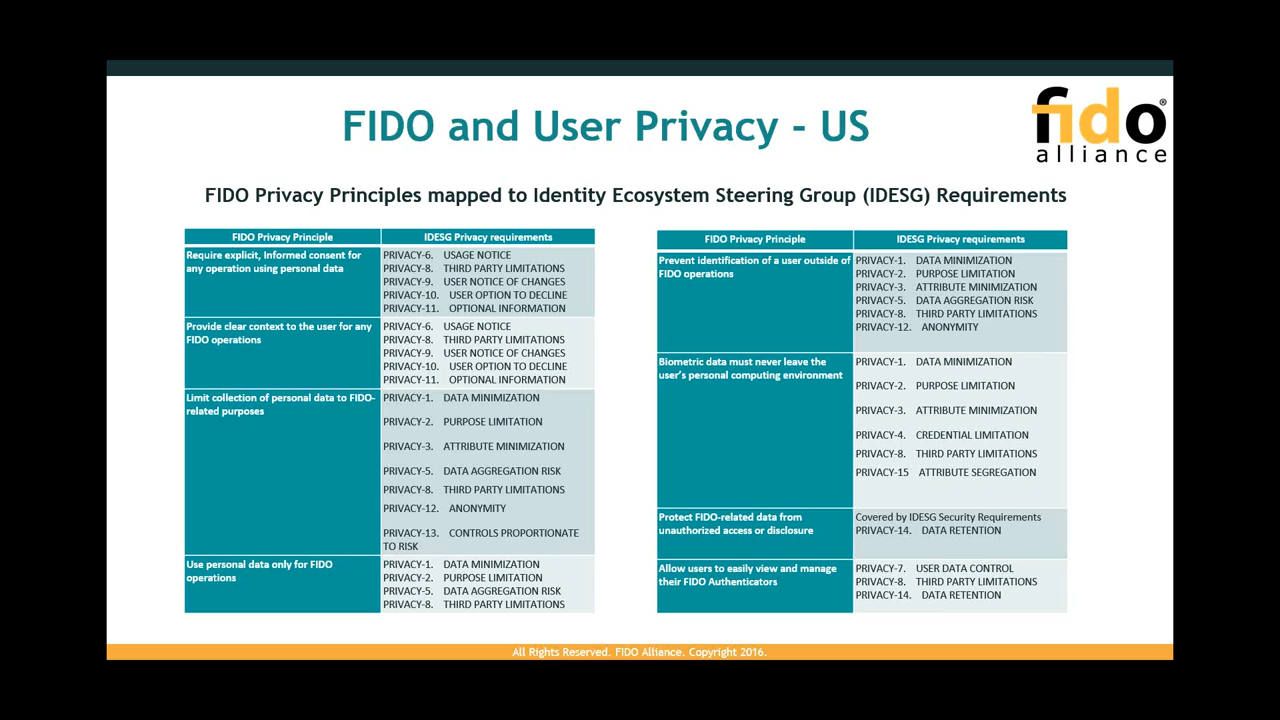 FIDO and User Privacy - US
fido®
alliance
FIDO Privacy Principles mapped to Identity Ecosystem Steering Group (IDESG) Requirements
FIDO Privacy Principle
IDESG Privacy requirements
Require explicit, Informed consent for
any operation using personal data
PRIVACY-6. USAGE NOTICE
PRIVACY-8. THIRD PARTY LIMITATIONS
PRIVACY-9. USER NOTICE OF CHANGES
PRIVACY-10. USER OPTION TO DECLINE
PRIVACY-11. OPTIONAL INFORMATION
Provide clear context to the user for any
FIDO operations
PRIVACY-6. USAGE NOTICE
PRIVACY-8. THIRD PARTY LIMITATIONS
PRIVACY-9. USER NOTICE OF CHANGES
PRIVACY-10. USER OPTION TO DECLINE
PRIVACY-11. OPTIONAL INFORMATION
Limit collection of personal data to FIDO-
related purposes
PRIVACY-1. DATA MINIMIZATION
PRIVACY-2. PURPOSE LIMITATION
PRIVACY-3. ATTRIBUTE MINIMIZATION
PRIVACY-5. DATA AGGREGATION RISK
PRIVACY-8. THIRD PARTY LIMITATIONS
PRIVACY-12. ANONYMITY
PRIVACY-13. CONTROLS PROPORTIONATE
TO RISK
Use personal data only for FIDO
operations
PRIVACY-1. DATA MINIMIZATION
PRIVACY-2. PURPOSE LIMITATION
PRIVACY-5. DATA AGGREGATION RISK
PRIVACY-8. THIRD PARTY LIMITATIONS
FIDO Privacy Principle
IDESG Privacy requirements
Prevent identification of a user outside of
FIDO operations
PRIVACY-1. DATA MINIMIZATION
PRIVACY-2. PURPOSE LIMITATION
PRIVACY-3. ATTRIBUTE MINIMIZATION
PRIVACY-5. DATA AGGREGATION RISK
PRIVACY-8. THIRD PARTY LIMITATIONS
PRIVACY-12. ANONYMITY
Biometric data must never leave the
user's personal computing environment
PRIVACY-1. DATA MINIMIZATION
PRIVACY-2. PURPOSE LIMITATION
PRIVACY-3. ATTRIBUTE MINIMIZATION
PRIVACY-4. CREDENTIAL LIMITATION
PRIVACY-8. THIRD PARTY LIMITATIONS
PRIVACY-15 ATTRIBUTE SEGREGATION
Protect FIDO-related data from
unauthorized access or disclosure
Covered by IDESG Security Requirements
PRIVACY-14. DATA RETENTION
Allow users to easily view and manage
their FIDO Authenticators
PRIVACY-7. USER DATA CONTROL
PRIVACY-8. THIRD PARTY LIMITATIONS
PRIVACY-14. DATA RETENTION
All Rights Reserved. FIDO Alliance. Copyright 2016.